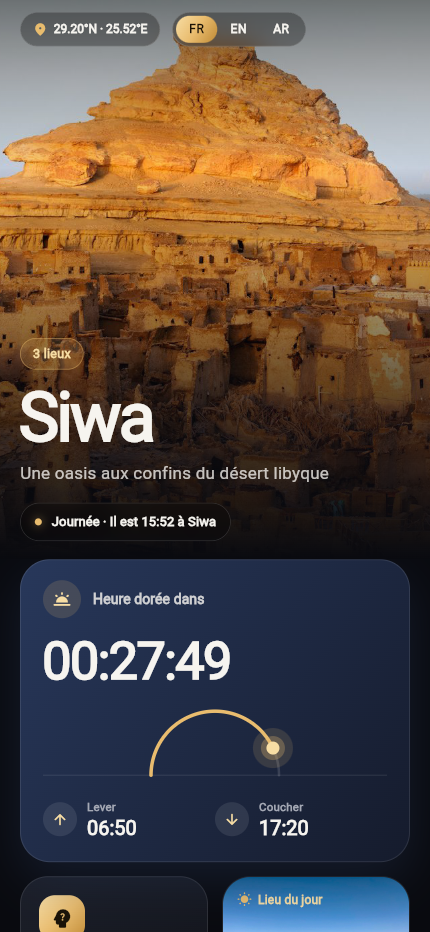 29.20°N · 25.52°E
FR EN AR
3 lieux
Siwa
Une oasis aux confins du désert libyque
Journée · Il est 15:52 à Siwa
Heure dorée dans
00:27:49
Lever
06:50
Coucher
17:20
Lieu du jour